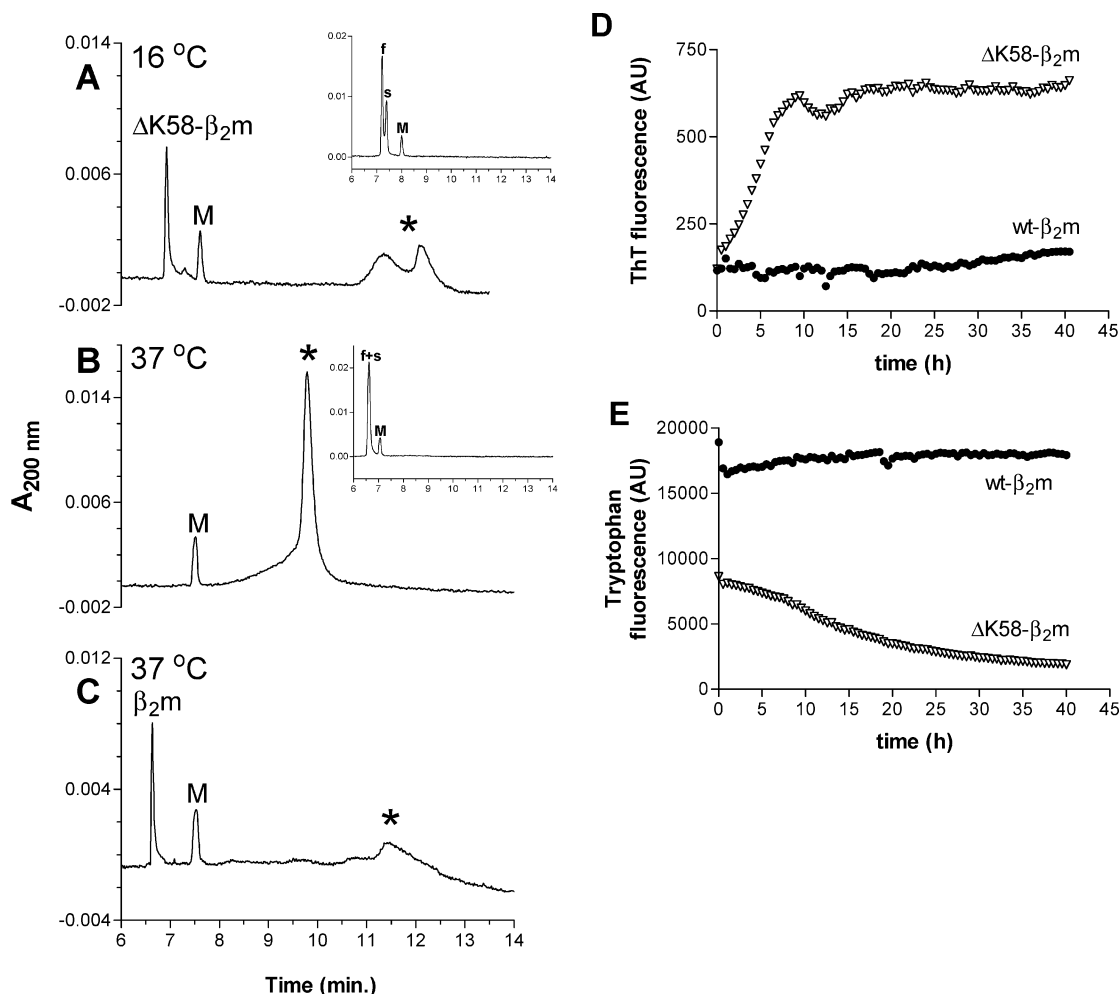 A
16 °C
0.014
0.006
-0.002
ΔK58-β₂m
M
*
0.02
0.01
0.00
f
s
M
6 7 8 9 10 11 12 13 14
B
37 °C
0.014
0.006
-0.002
M
*
0.02
0.01
0.00
f+s
M
6 7 8 9 10 11 12 13 14
A₂₀₀ nm
C
37 °C
0.012
0.004
-0.004
β₂m
M
*
6 7 8 9 10 11 12 13 14
Time (min.)
D
750
500
250
0
ThT fluorescence (AU)
ΔK58-β₂m
wt-β₂m
0 5 10 15 20 25 30 35 40 45
time (h)
E
20000
15000
10000
5000
0
Tryptophan
fluorescence (AU)
wt-β₂m
ΔK58-β₂m
0 5 10 15 20 25 30 35 40 45
time (h)